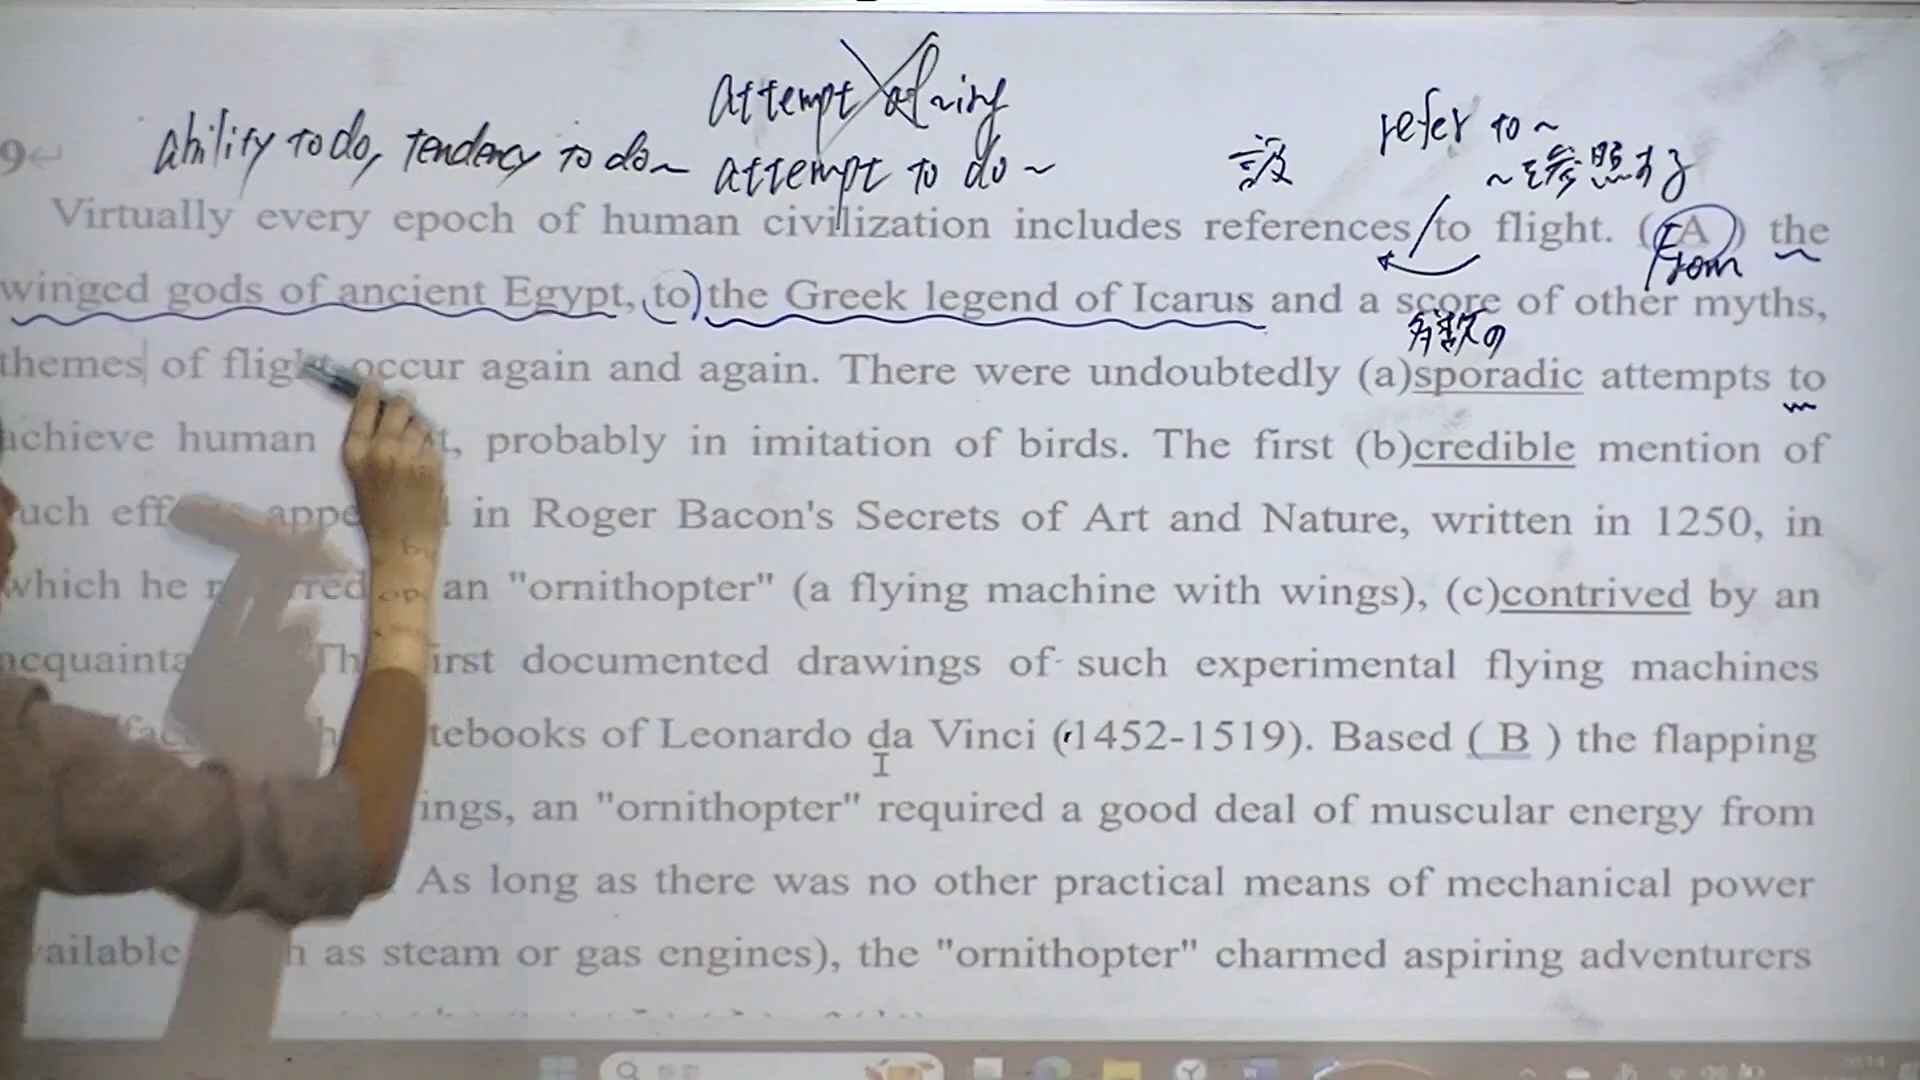 attempt of ~ing
ability to do, tendency to do~ attempt to do ~
設
refer to ~
~を参照する
9↵
Virtually every epoch of human civilization includes references/to flight. ( A ) the
From
winged gods of ancient Egypt, (to) the Greek legend of Icarus and a score of other myths,
多数の
themes of flight occur again and again. There were undoubtedly (a)sporadic attempts to
achieve human probably in imitation of birds. The first (b)credible mention of
in Roger Bacon's Secrets of Art and Nature, written in 1250, in
which he an "ornithopter" (a flying machine with wings), (c)contrived by an
documented drawings of such experimental flying machines
of Leonardo da Vinci (1452-1519). Based ( B ) the flapping
an "ornithopter" required a good deal of muscular energy from
As long as there was no other practical means of mechanical power
as steam or gas engines), the "ornithopter" charmed aspiring adventurers